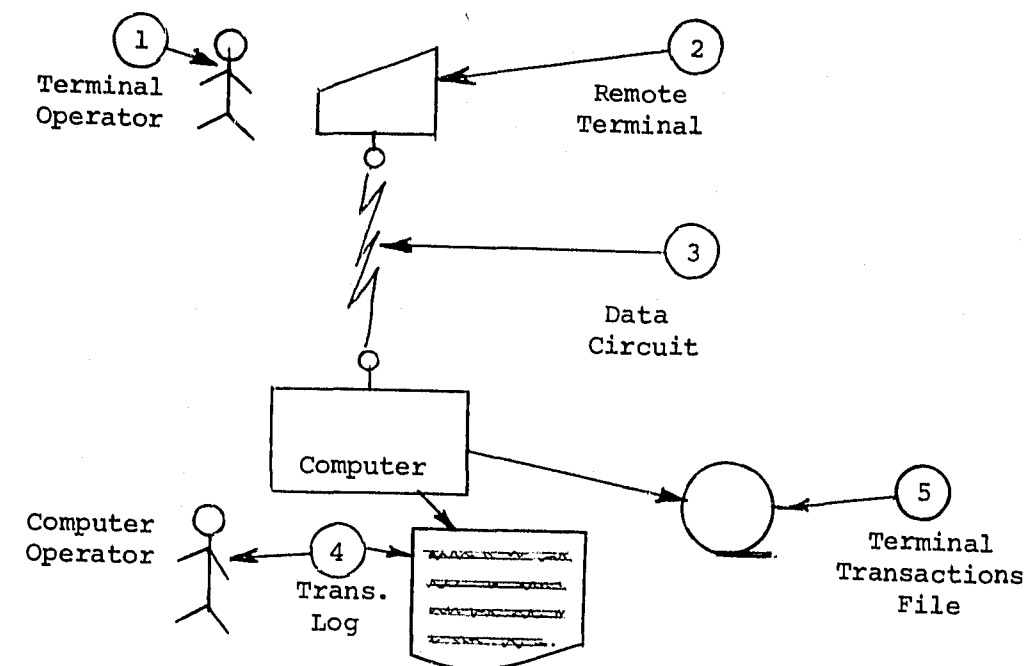 1
Terminal
Operator
2
Remote
Terminal
3
Data
Circuit
Computer
Computer
Operator
4
Trans.
Log
5
Terminal
Transactions
File